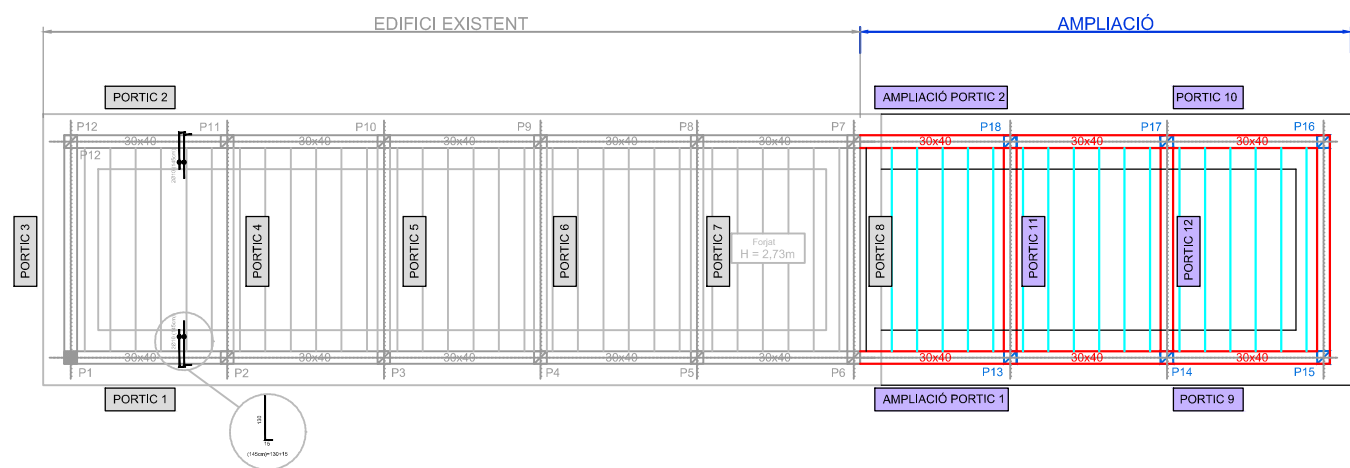 EDIFICI EXISTENT
AMPLIACIÓ
PORTIC 2
AMPLIACIÓ PORTIC 2
PORTIC 10
P12
P11
P10
P9
P8
P7
P18
P17
P16
30x40
30x40
30x40
30x40
30x40
30x40
30x40
30x40
P12
PORTIC 3
PORTIC 4
PORTIC 5
PORTIC 6
PORTIC 7
Forjat
H = 2,73m
PORTIC 8
PORTIC 11
PORTIC 12
30x40
30x40
30x40
30x40
30x40
30x40
30x40
30x40
P1
P2
P3
P4
P5
P6
P13
P14
P15
PORTIC 1
AMPLIACIÓ PORTIC 1
PORTIC 9
130
15
(145cm)=130+15